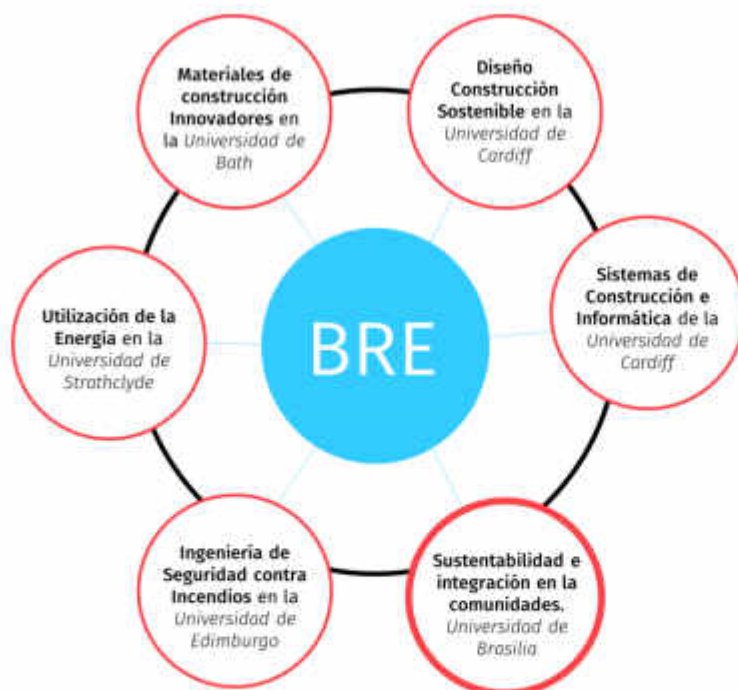 Materiales de
construcción
Innovadores en
la Universidad de
Bath
Diseño
Construcción
Sostenible en la
Universidad de
Cardiff
Sistemas de
Construcción e
Informática de la
Universidad de
Cardiff
Utilización de la
Energía en la
Universidad de
Strathclyde
BRE
Ingeniería de
Seguridad contra
Incendios en la
Universidad de
Edimburgo
Sustentabilidad e
integración en la
comunidades.
Universidad de
Brasilia